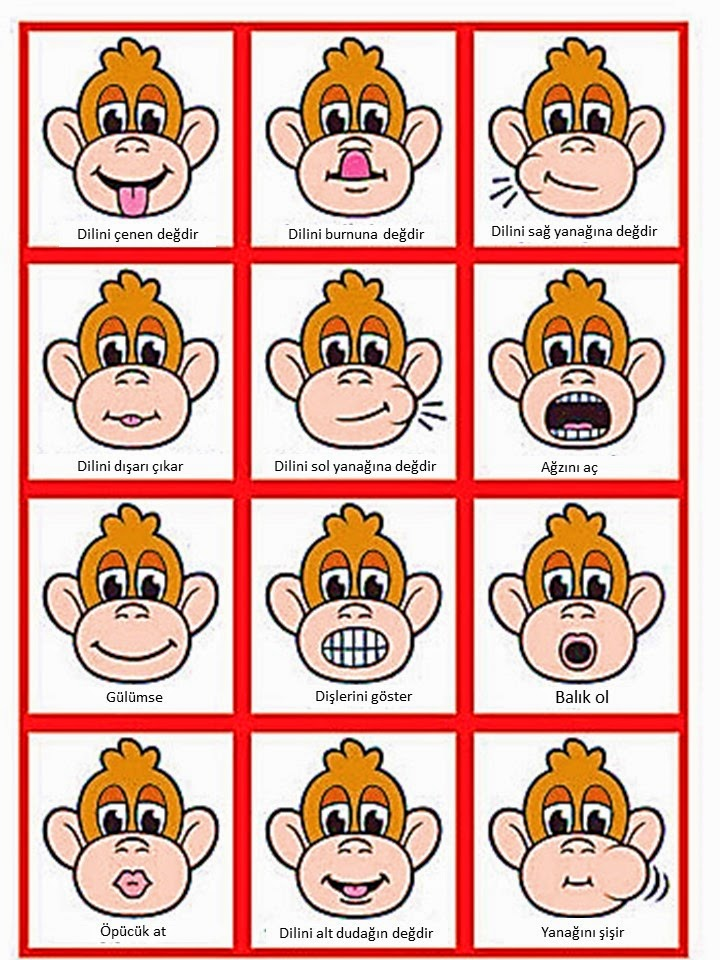 Dilini çenen değdir
Dilini burnuna değdir
Dilini sağ yanağına değdir
Dilini dışarı çıkar
Dilini sol yanağına değdir
Ağzını aç
Gülümse
Dişlerini göster
Balık ol
Öpücük at
Dilini alt dudağın değdir
Yanağını şişir